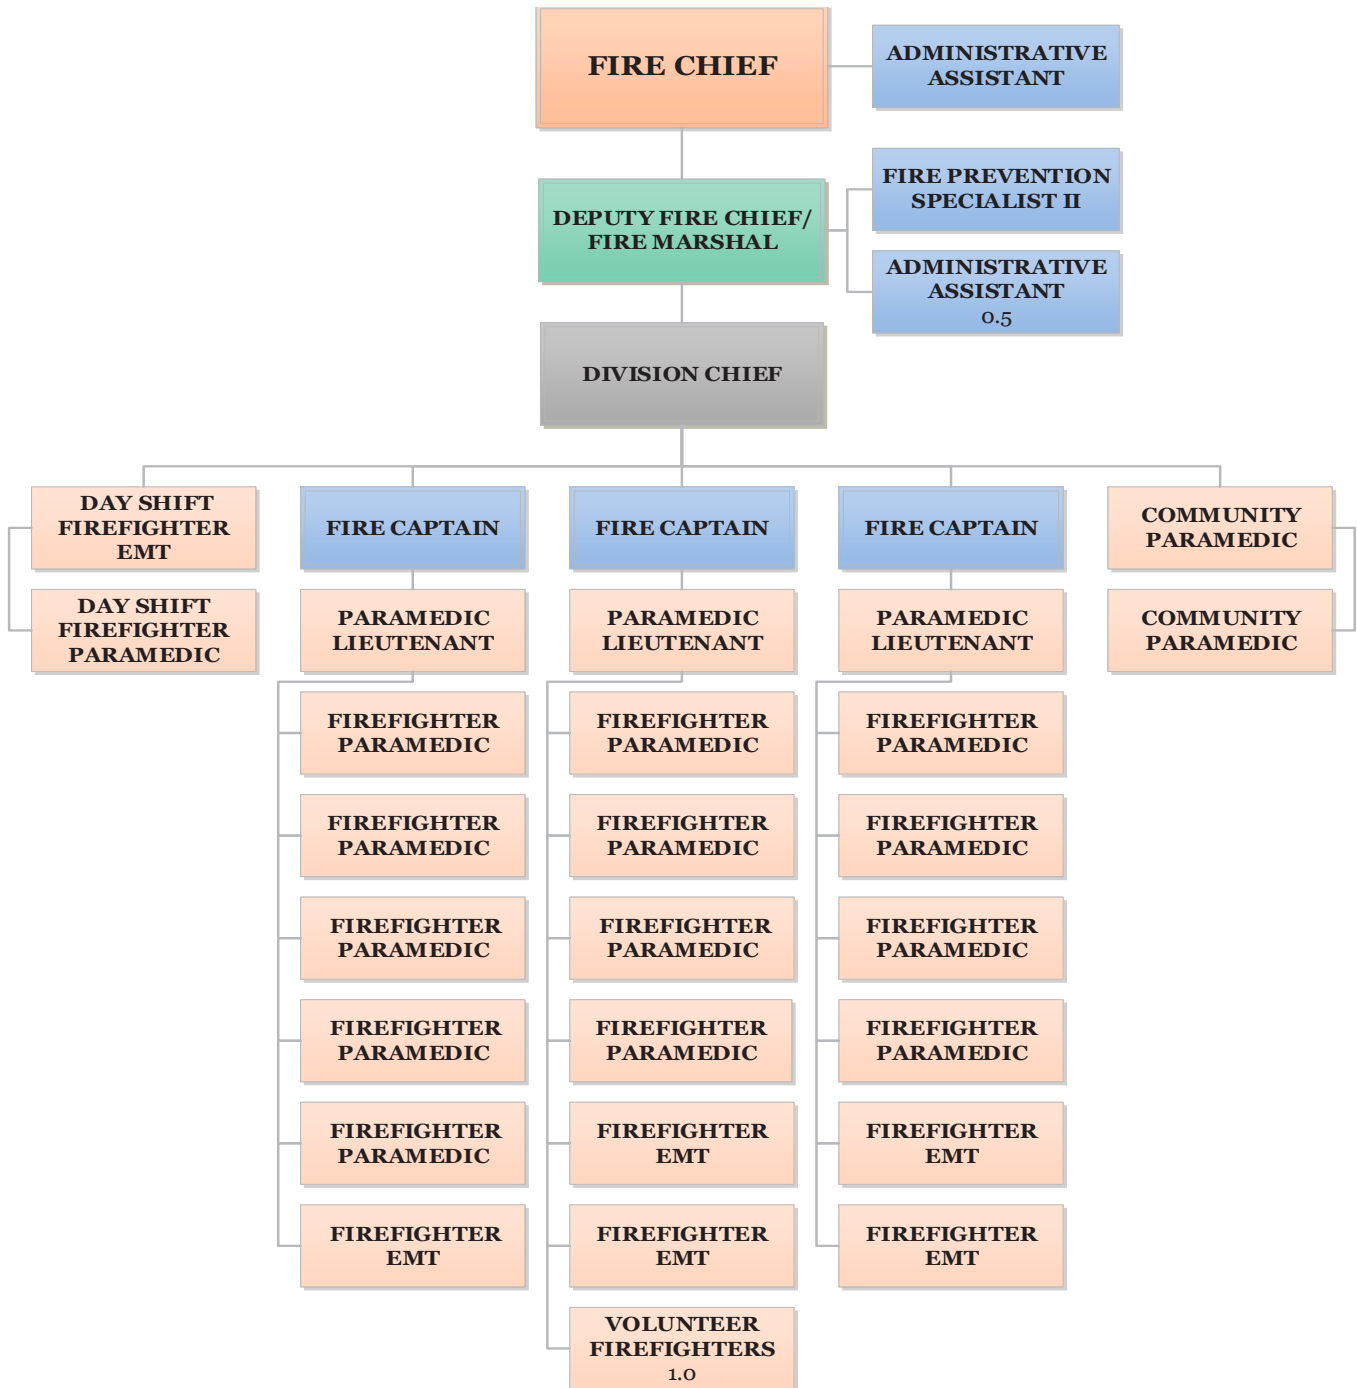 FIRE CHIEF
ADMINISTRATIVE
ASSISTANT
FIRE PREVENTION
SPECIALIST II
DEPUTY FIRE CHIEF/
FIRE MARSHAL
ADMINISTRATIVE
ASSISTANT
0.5
DIVISION CHIEF
DAY SHIFT
FIREFIGHTER
EMT
DAY SHIFT
FIREFIGHTER
PARAMEDIC
FIRE CAPTAIN
PARAMEDIC
LIEUTENANT
FIREFIGHTER
PARAMEDIC
FIREFIGHTER
PARAMEDIC
FIREFIGHTER
PARAMEDIC
FIREFIGHTER
PARAMEDIC
FIREFIGHTER
PARAMEDIC
FIREFIGHTER
EMT
FIRE CAPTAIN
PARAMEDIC
LIEUTENANT
FIREFIGHTER
PARAMEDIC
FIREFIGHTER
PARAMEDIC
FIREFIGHTER
PARAMEDIC
FIREFIGHTER
PARAMEDIC
FIREFIGHTER
EMT
FIREFIGHTER
EMT
VOLUNTEER
FIREFIGHTERS
1.0
FIRE CAPTAIN
PARAMEDIC
LIEUTENANT
FIREFIGHTER
PARAMEDIC
FIREFIGHTER
PARAMEDIC
FIREFIGHTER
PARAMEDIC
FIREFIGHTER
PARAMEDIC
FIREFIGHTER
EMT
FIREFIGHTER
EMT
COMMUNITY
PARAMEDIC
COMMUNITY
PARAMEDIC